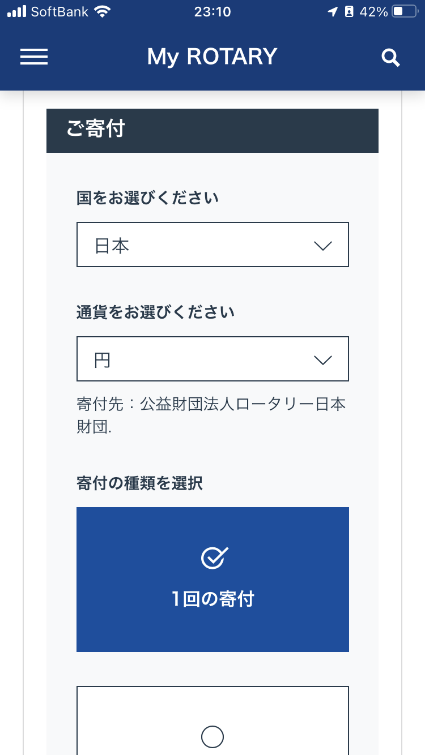 SoftBank 23:10 42%
My ROTARY
ご寄付
国をお選びください
日本
通貨をお選びください
円
寄付先：公益財団法人ロータリー日本
財団.
寄付の種類を選択
1回の寄付